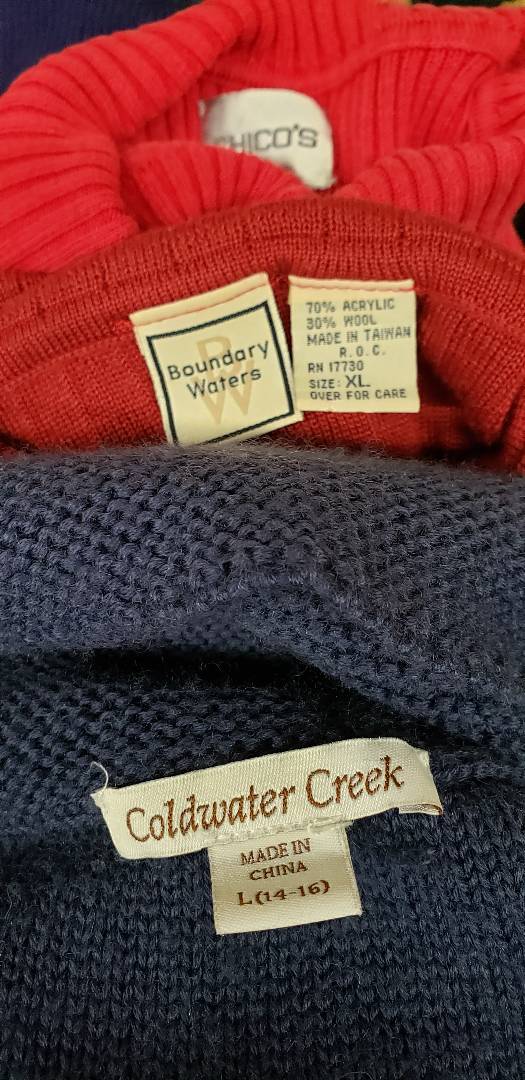 CHICO'S
BW
Boundary
Waters
70% ACRYLIC
30% WOOL
MADE IN TAIWAN
R.O.C.
RN 17730
SIZE: XL
OVER FOR CARE
Coldwater Creek
MADE IN
CHINA
L(14-16)